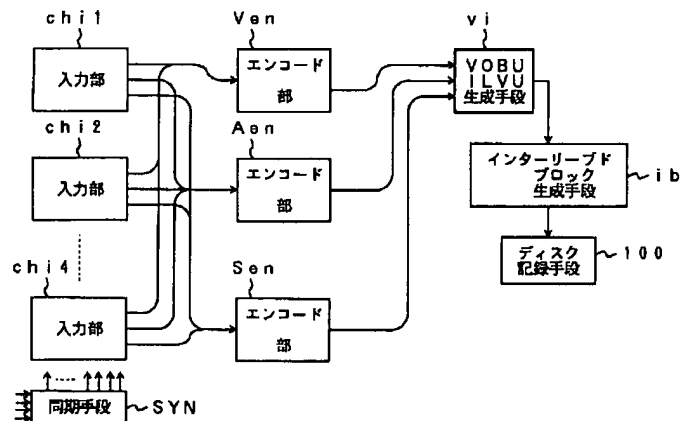 chi1
Ven
vi
入力部
エンコード
部
VOBU
ILVU
生成手段
chi2
Aen
入力部
エンコード
部
インターリーブド
ブロック
生成手段
ib
chi4
Sen
ディスク
記録手段
100
入力部
エンコード
部
同期手段
SYN